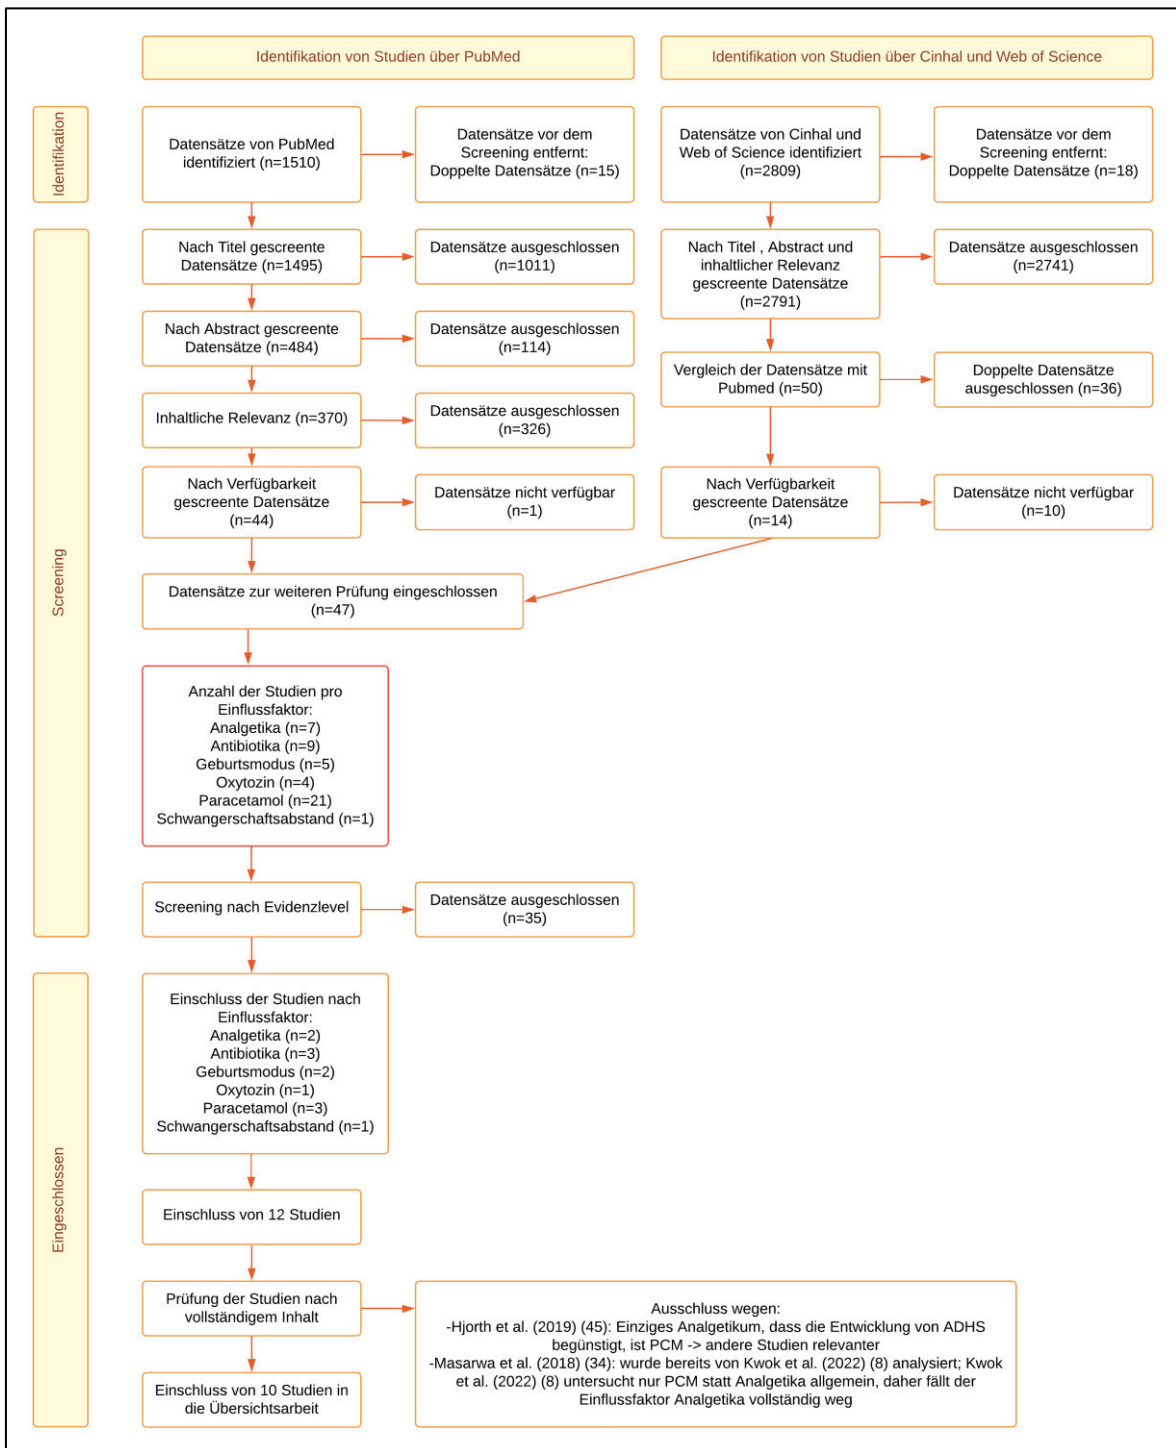 Identifikation von Studien über PubMed
Identifikation von Studien über Cinhal und Web of Science
Identifikation
Datensätze von PubMed
identifiziert (n=1510)
Datensätze vor dem
Screening entfernt:
Doppelte Datensätze (n=15)
Datensätze von Cinhal und
Web of Science identifiziert
(n=2809)
Datensätze vor dem
Screening entfernt:
Doppelte Datensätze (n=18)
Screening
Nach Titel gescreente
Datensätze (n=1495)
Datensätze ausgeschlossen
(n=1011)
Nach Titel , Abstract und
inhaltlicher Relevanz
gescreente Datensätze
(n=2791)
Datensätze ausgeschlossen
(n=2741)
Nach Abstract gescreente
Datensätze (n=484)
Datensätze ausgeschlossen
(n=114)
Vergleich der Datensätze mit
Pubmed (n=50)
Doppelte Datensätze
ausgeschlossen (n=36)
Inhaltliche Relevanz (n=370)
Datensätze ausgeschlossen
(n=326)
Nach Verfügbarkeit
gescreente Datensätze
(n=44)
Datensätze nicht verfügbar
(n=1)
Nach Verfügbarkeit
gescreente Datensätze
(n=14)
Datensätze nicht verfügbar
(n=10)
Datensätze zur weiteren Prüfung eingeschlossen
(n=47)
Anzahl der Studien pro
Einflussfaktor:
Analgetika (n=7)
Antibiotika (n=9)
Geburtsmodus (n=5)
Oxytozin (n=4)
Paracetamol (n=21)
Schwangerschaftsabstand (n=1)
Screening nach Evidenzlevel
Datensätze ausgeschlossen
(n=35)
Eingeschlossen
Einschluss der Studien nach
Einflussfaktor:
Analgetika (n=2)
Antibiotika (n=3)
Geburtsmodus (n=2)
Oxytozin (n=1)
Paracetamol (n=3)
Schwangerschaftsabstand (n=1)
Einschluss von 12 Studien
Prüfung der Studien nach
vollständigem Inhalt
Ausschluss wegen:
-Hjorth et al. (2019) (45): Einziges Analgetikum, dass die Entwicklung von ADHS
begünstigt, ist PCM -> andere Studien relevanter
-Masarwa et al. (2018) (34): wurde bereits von Kwok et al. (2022) (8) analysiert; Kwok
et al. (2022) (8) untersucht nur PCM statt Analgetika allgemein, daher fällt der
Einflussfaktor Analgetika vollständig weg
Einschluss von 10 Studien in
die Übersichtsarbeit